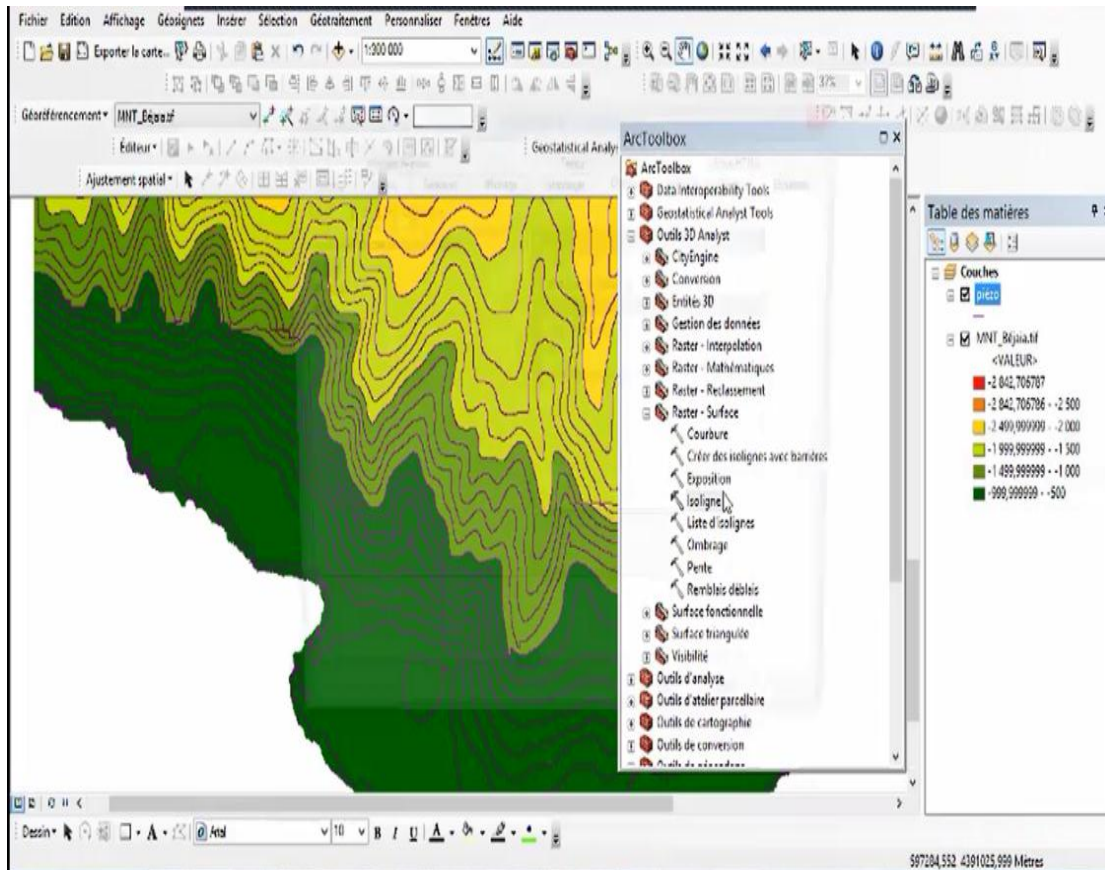 Fichier Edition Affichage Géosignets Insérer Sélection Géotraitement Personnaliser Fenêtres Aide
Exporter la carte... 1:300 000
37%
Géoréférencement MNT_Béjaia.tif
Éditeur Geostatistical Analy
Ajustement spatial
ArcToolbox
ArcToolbox
Data Interoperability Tools
Geostatistical Analyst Tools
Outils 3D Analyst
CityEngine
Conversion
Entités 3D
Gestion des données
Raster - Interpolation
Raster - Mathématiques
Raster - Reclassement
Raster - Surface
Courbure
Créer des isolignes avec barrières
Exposition
Isoligne
Liste d'isolignes
Ombrage
Pente
Remblais déblais
Surface fonctionnelle
Surface triangulée
Visibilité
Outils d'analyse
Outils d'atelier parcellaire
Outils de cartographie
Outils de conversion
Table des matières
Couches
piézo
MNT_Béjaia.tif
<VALEUR>
-2 842,706787
-2 842,706786 - -2 500
-2 499,999999 - -2 000
-1 999,999999 - -1 500
-1 499,999999 - -1 000
-999,999999 - -500
Dessin A Arial 10 B I U A
597284,552 4391025,999 Mètres